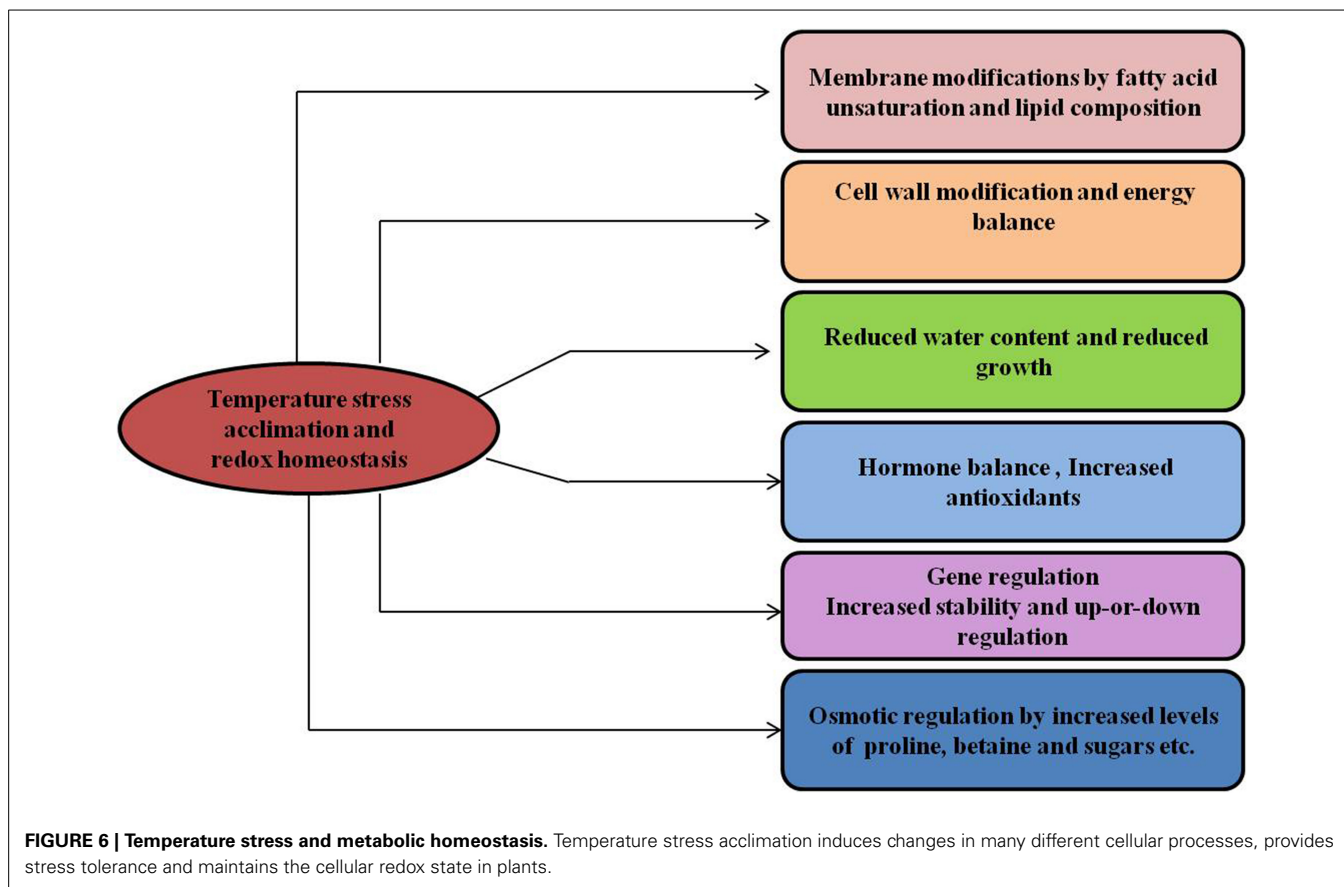 Membrane modifications by fatty acid
unsaturation and lipid composition
Cell wall modification and energy
balance
Reduced water content and reduced
growth
Temperature stress
acclimation and
redox homeostasis
Hormone balance , Increased
antioxidants
Gene regulation
Increased stability and up-or-down
regulation
Osmotic regulation by increased levels
of proline, betaine and sugars etc.
FIGURE 6 | Temperature stress and metabolic homeostasis. Temperature stress acclimation induces changes in many different cellular processes, provides
stress tolerance and maintains the cellular redox state in plants.